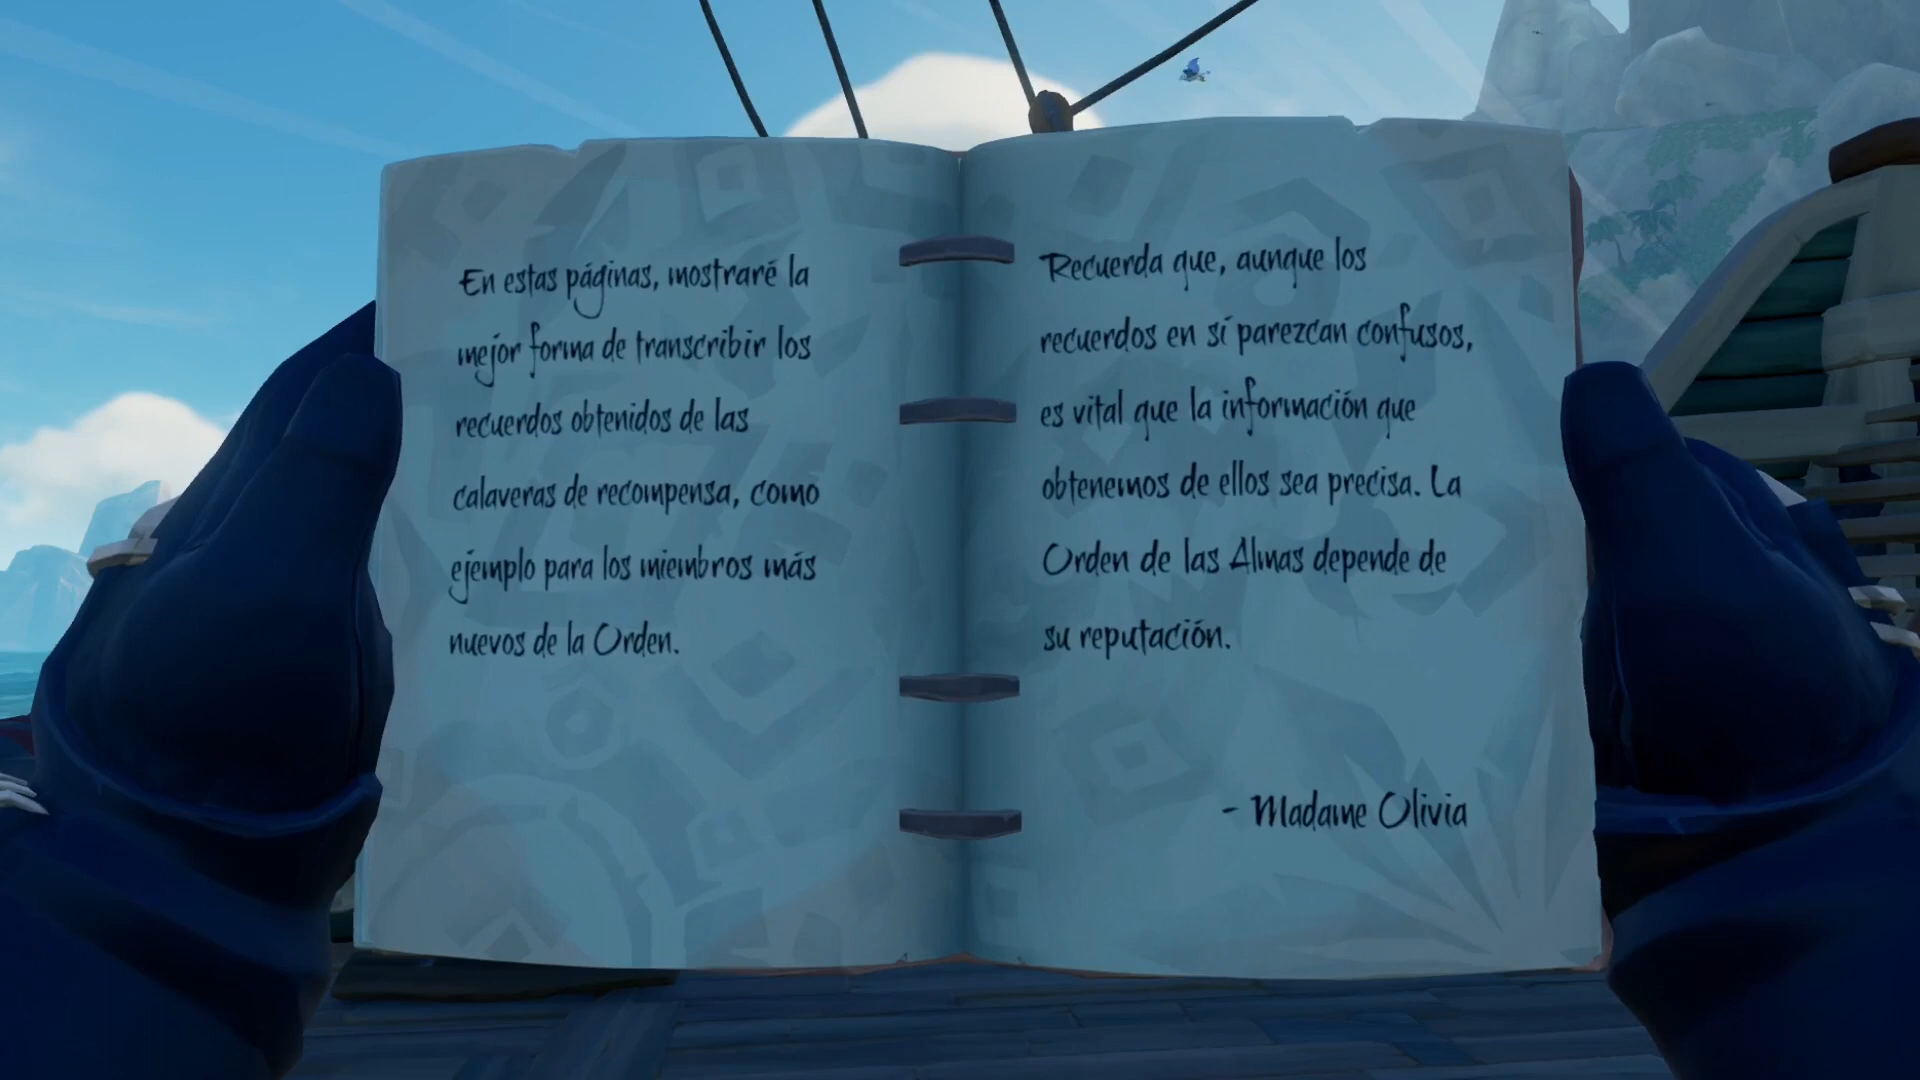 En estas páginas, mostraré la
mejor forma de transcribir los
recuerdos obtenidos de las
calaveras de recompensa, como
ejemplo para los miembros más
nuevos de la Orden.
Recuerda que, aunque los
recuerdos en sí parezcan confusos,
es vital que la información que
obtenemos de ellos sea precisa. La
Orden de las Almas depende de
su reputación.
- Madame Olivia